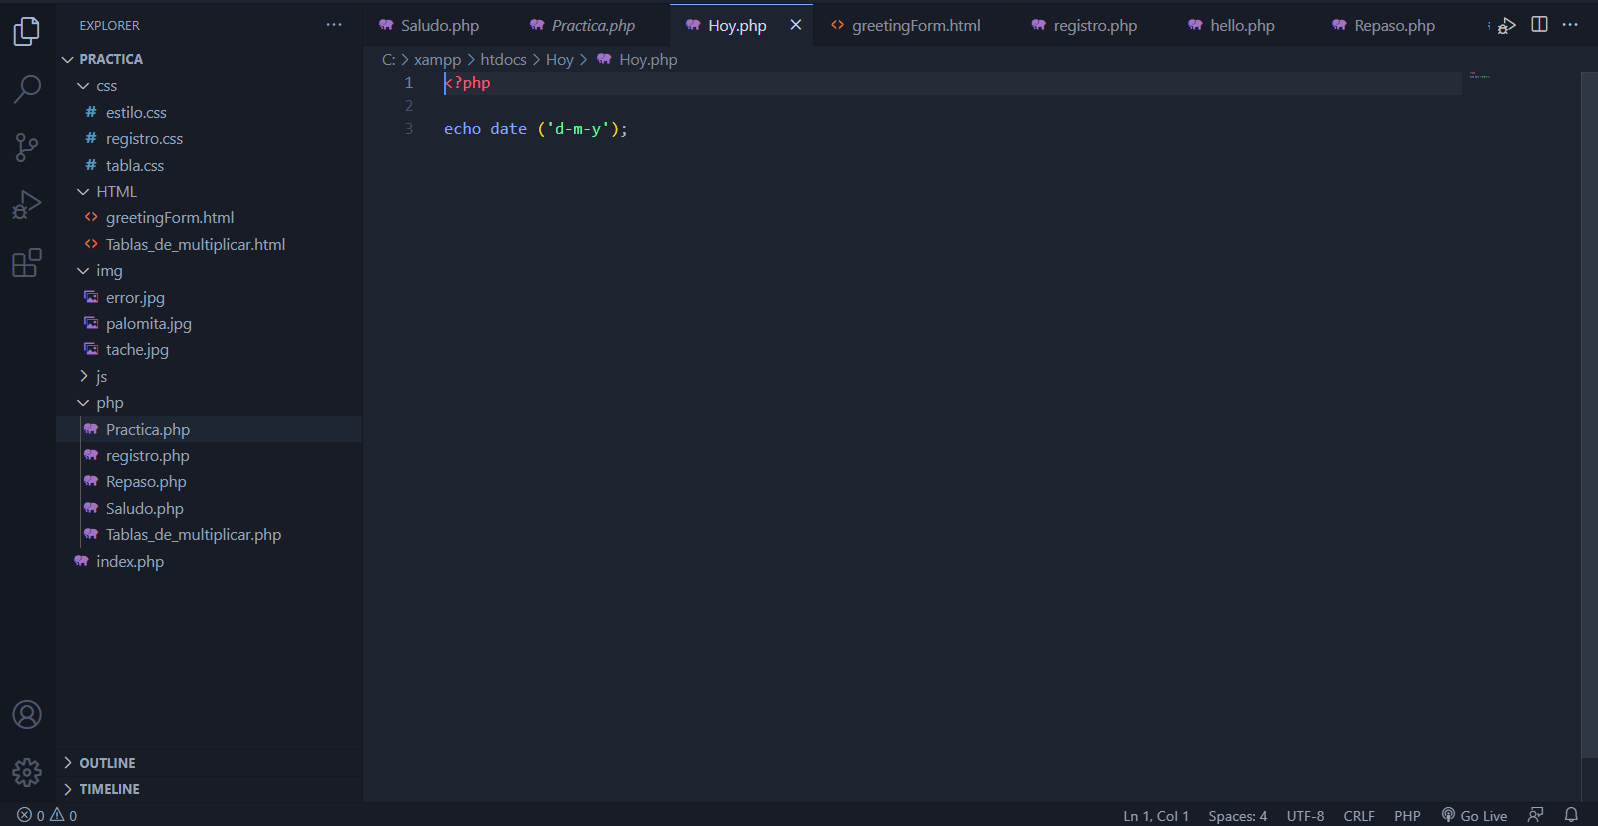 EXPLORER
PRACTICA
css
# estilo.css
# registro.css
# tabla.css
HTML
<> greetingForm.html
<> Tablas_de_multiplicar.html
img
error.jpg
palomita.jpg
tache.jpg
js
php
Practica.php
registro.php
Repaso.php
Saludo.php
Tablas_de_multiplicar.php
index.php
OUTLINE
TIMELINE
Saludo.php Practica.php Hoy.php <> greetingForm.html registro.php hello.php Repaso.php
C: > xampp > htdocs > Hoy > Hoy.php
1 <?php
2
3 echo date ('d-m-y');
0 0 Ln 1, Col 1 Spaces: 4 UTF-8 CRLF PHP Go Live